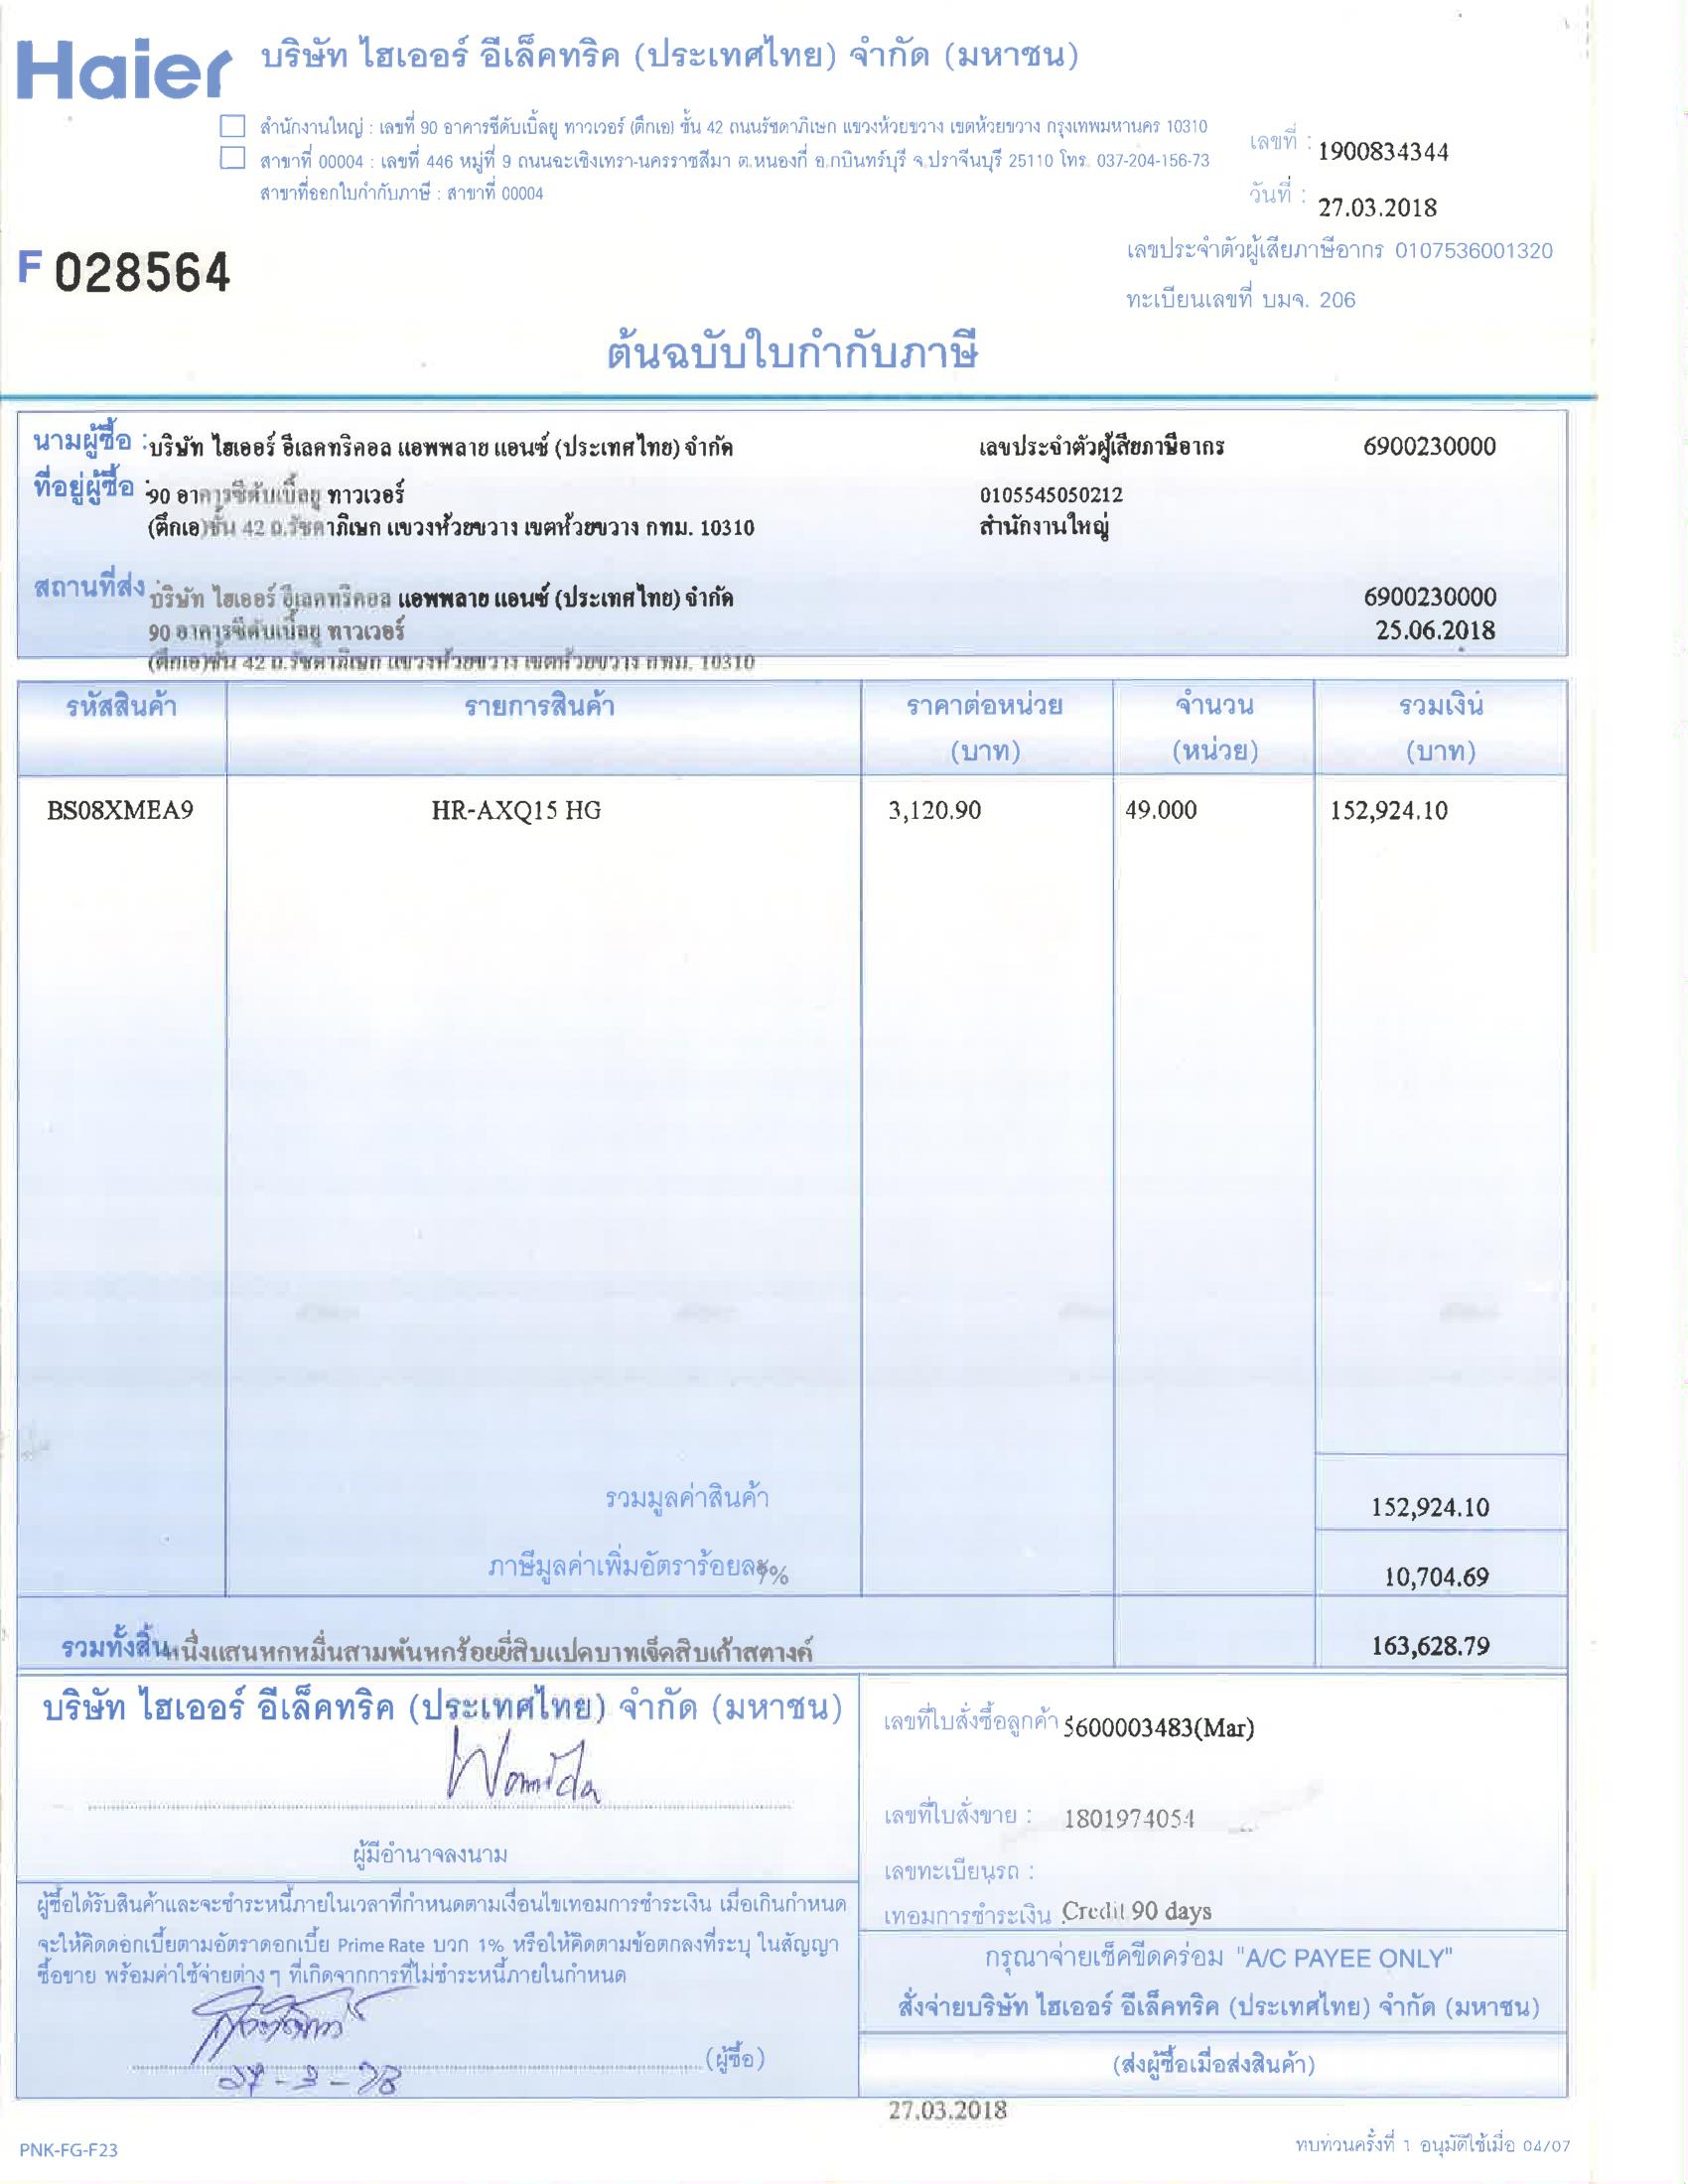 Haier บริษัท ไฮเออร์ อีเล็คทริค (ประเทศไทย) จำกัด (มหาชน)
สำนักงานใหญ่ : เลขที่ 90 อาคารซีดับเบิ้ลยู ทาวเวอร์ (ตึกเอ) ชั้น 42 ถนนรัชดาภิเษก แขวงห้วยขวาง เขตห้วยขวาง กรุงเทพมหานคร 10310
สาขาที่ 00004 : เลขที่ 446 หมู่ที่ 9 ถนนฉะเชิงเทรา-นครราชสีมา ต.หนองกี่ อ.กบินทร์บุรี จ.ปราจีนบุรี 25110 โทร. 037-204-156-73
สาขาที่ออกใบกำกับภาษี : สาขาที่ 00004
เลขที่ : 1900834344
วันที่ : 27.03.2018
เลขประจำตัวผู้เสียภาษีอากร 0107536001320
ทะเบียนเลขที่ บมจ. 206
F 028564
ต้นฉบับใบกำกับภาษี
นามผู้ซื้อ : บริษัท ไฮเออร์ อีเลคทริคอล แอพพลาย แอนซ์ (ประเทศไทย) จำกัด เลขประจำตัวผู้เสียภาษีอากร 6900230000
ที่อยู่ผู้ซื้อ : 90 อาคารซีดับเบิ้ลยู ทาวเวอร์ 0105545050212
(ตึกเอ)ชั้น 42 ถ.รัชดาภิเษก แขวงห้วยขวาง เขตห้วยขวาง กทม. 10310 สำนักงานใหญ่
สถานที่ส่ง : บริษัท ไฮเออร์ อีเลคทริคอล แอพพลาย แอนซ์ (ประเทศไทย) จำกัด 6900230000
90 อาคารซีดับเบิ้ลยู ทาวเวอร์ 25.06.2018
(ตึกเอ)ชั้น 42 ถ.รัชดาภิเษก แขวงห้วยขวาง เขตห้วยขวาง กทม. 10310
รหัสสินค้า รายการสินค้า ราคาต่อหน่วย จำนวน รวมเงิน
(บาท) (หน่วย) (บาท)
BS08XMEA9 HR-AXQ15 HG 3,120.90 49.000 152,924.10
รวมมูลค่าสินค้า 152,924.10
ภาษีมูลค่าเพิ่มอัตราร้อยละ 7% 10,704.69
รวมทั้งสิ้น หนึ่งแสนหกหมื่นสามพันหกร้อยยี่สิบแปดบาทเจ็ดสิบเก้าสตางค์ 163,628.79
บริษัท ไฮเออร์ อีเล็คทริค (ประเทศไทย) จำกัด (มหาชน)
ผู้มีอำนาจลงนาม
ผู้ซื้อได้รับสินค้าและจะชำระหนี้ภายในเวลาที่กำหนดตามเงื่อนไขเทอมการชำระเงิน เมื่อเกินกำหนด
จะให้คิดดอกเบี้ยตามอัตราดอกเบี้ย Prime Rate บวก 1% หรือให้คิดตามข้อตกลงที่ระบุ ในสัญญา
ซื้อขาย พร้อมค่าใช้จ่ายต่าง ๆ ที่เกิดจากการที่ไม่ชำระหนี้ภายในกำหนด
(ผู้ซื้อ)
เลขที่ใบสั่งซื้อลูกค้า 5600003483(Mar)
เลขที่ใบสั่งขาย : 1801974054
เลขทะเบียนรถ :
เทอมการชำระเงิน Credit 90 days
กรุณาจ่ายเช็คขีดคร่อม "A/C PAYEE ONLY"
สั่งจ่ายบริษัท ไฮเออร์ อีเล็คทริค (ประเทศไทย) จำกัด (มหาชน)
(ส่งผู้ซื้อเมื่อส่งสินค้า)
27.03.2018
PNK-FG-F23
ทบทวนครั้งที่ 1 อนุมัติใช้เมื่อ 04/07